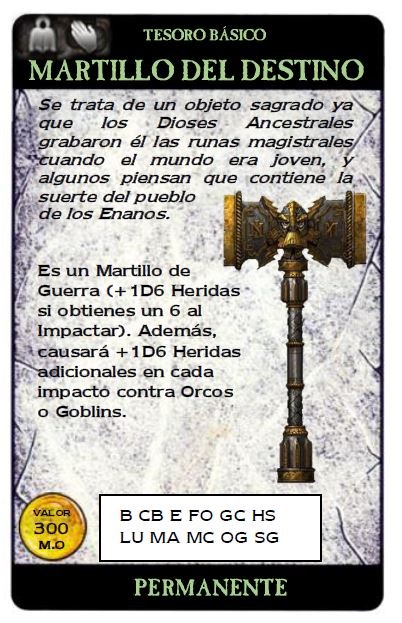 TESORO BÁSICO
MARTILLO DEL DESTINO
Se trata de un objeto sagrado ya
que los Dioses Ancestrales
grabaron él las runas magistrales
cuando el mundo era joven, y
algunos piensan que contiene la
suerte del pueblo
de los Enanos.
Es un Martillo de
Guerra (+1D6 Heridas
si obtienes un 6 al
Impactar). Además,
causará +1D6 Heridas
adicionales en cada
impacto contra Orcos
o Goblins.
VALOR
300
M.O
B CB E FO GC HS
LU MA MC OG SG
PERMANENTE